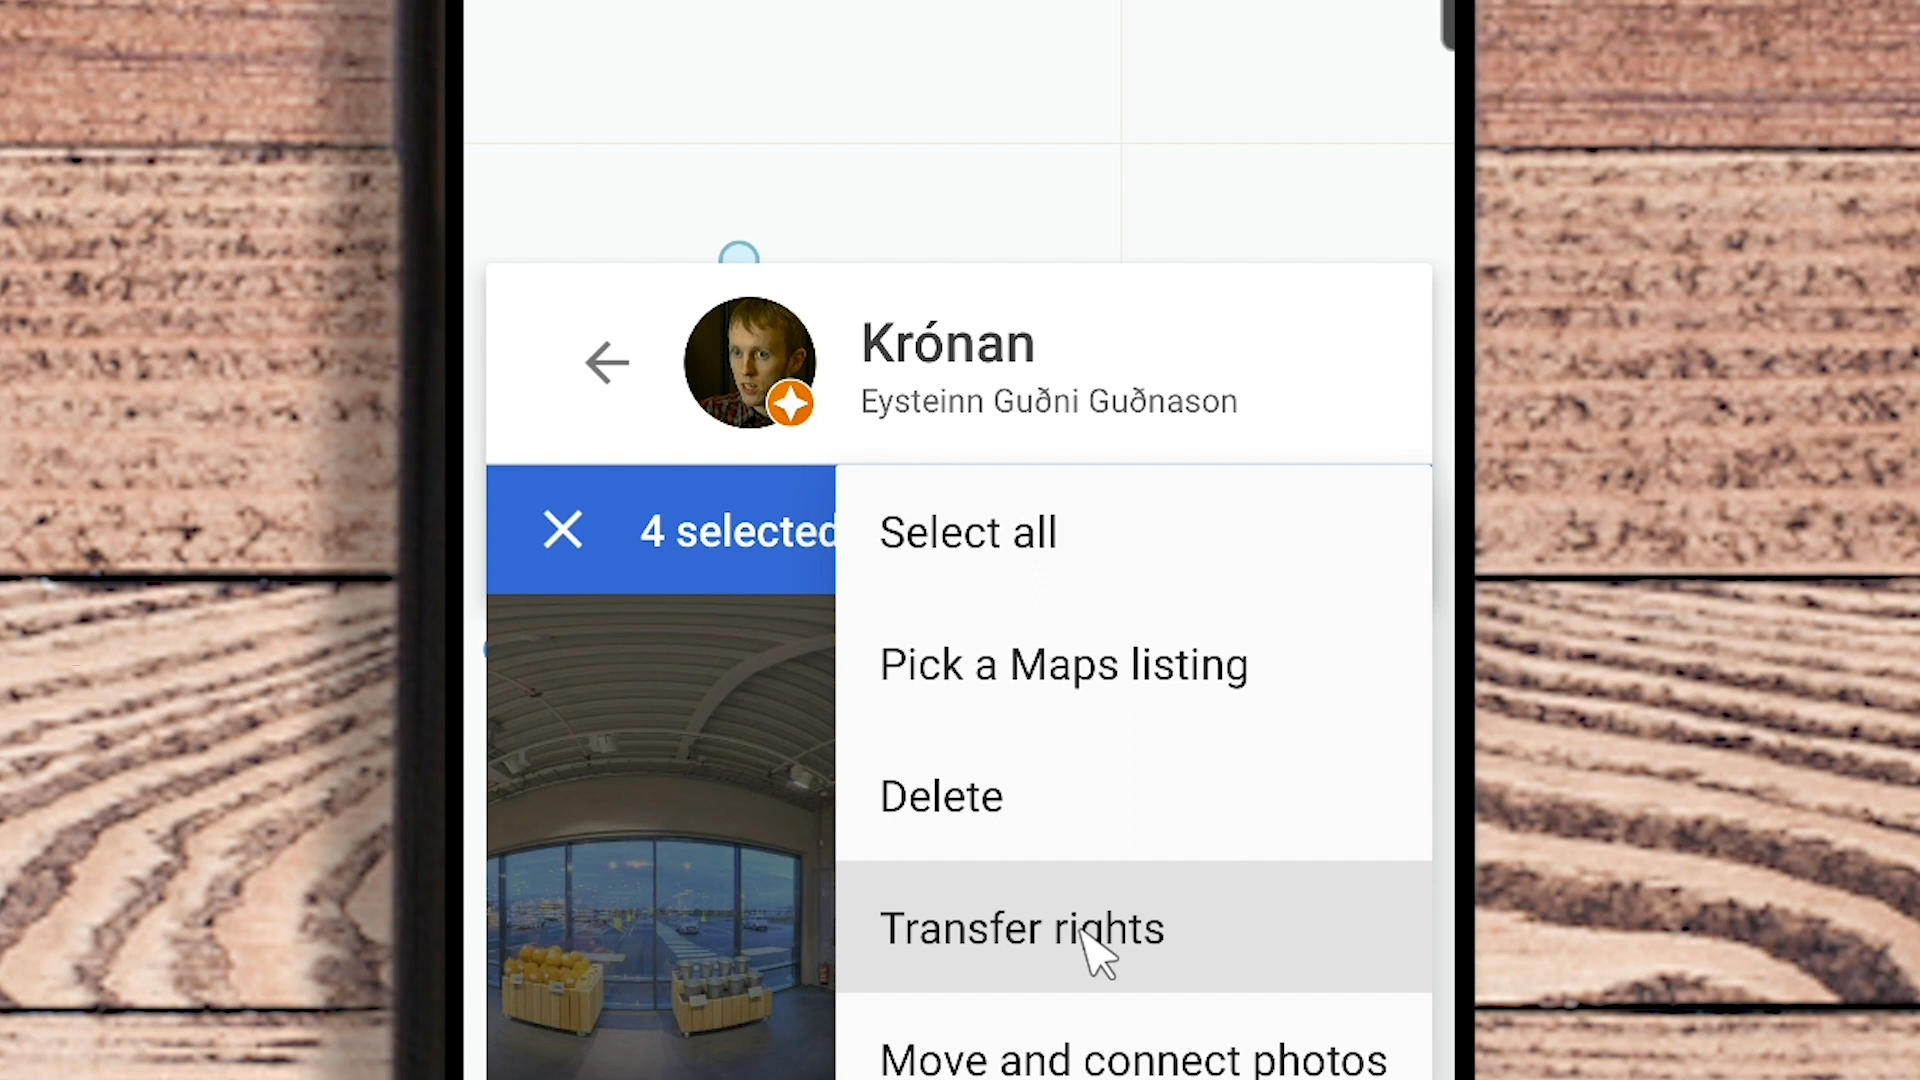 Krónan
Eysteinn Guðni Guðnason
4 selected
Select all
Pick a Maps listing
Delete
Transfer rights
Move and connect photos